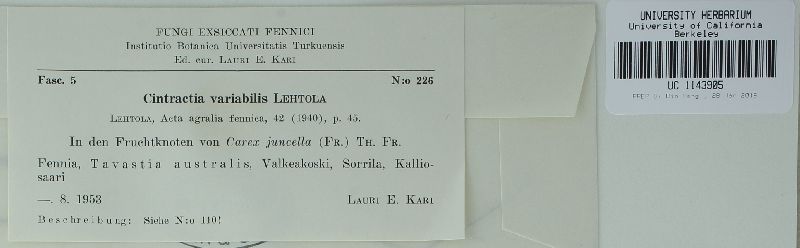 FUNGI EXSICCATI FENNICI
Institutio Botanica Universitatis Turkuensis
Ed. cur. LAURI E. KARI
Fasc. 5 N:o 226
Cintractia variabilis LEHTOLA
LEHTOLA, Acta agralia fennica, 42 (1940), p. 45.
In den Fruchtknoten von Carex juncella (FR.) TH. FR.
Fennia, Tavastia australis, Valkeakoski, Sorrila, Kallio-
saari
—. 8. 1953 LAURI E. KARI
Beschreibung: Siehe N:o 110!
UNIVERSITY HERBARIUM
University of California
Berkeley
UC 1143905